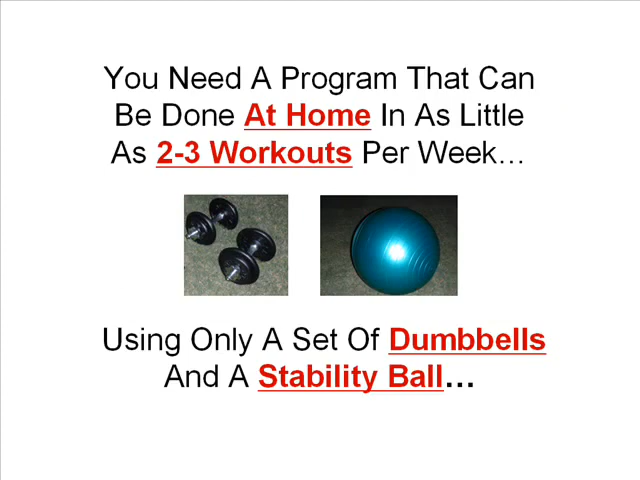 You Need A Program That Can
Be Done At Home In As Little
As 2-3 Workouts Per Week...
Using Only A Set Of Dumbbells
And A Stability Ball...